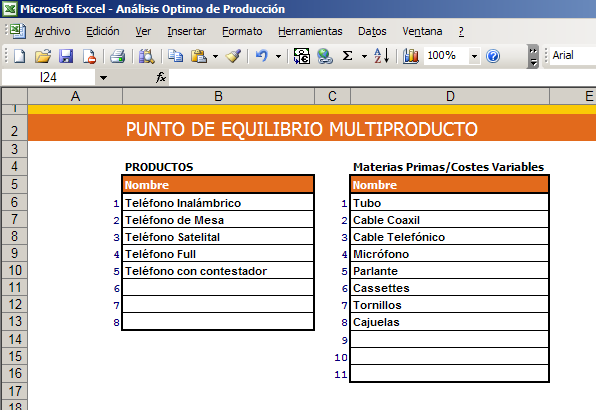 Microsoft Excel - Análisis Optimo de Producción
Archivo Edición Ver Insertar Formato Herramientas Datos Ventana ?
100% Arial
I24 fx
A B C D E
1
2 PUNTO DE EQUILIBRIO MULTIPRODUCTO
3
4 PRODUCTOS Materias Primas/Costes Variables
5 Nombre Nombre
6 1 Teléfono Inalámbrico 1 Tubo
7 2 Teléfono de Mesa 2 Cable Coaxil
8 3 Teléfono Satelital 3 Cable Telefónico
9 4 Teléfono Full 4 Micrófono
10 5 Teléfono con contestador 5 Parlante
11 6 6 Cassettes
12 7 7 Tornillos
13 8 8 Cajuelas
14 9
15 10
16 11
17
18